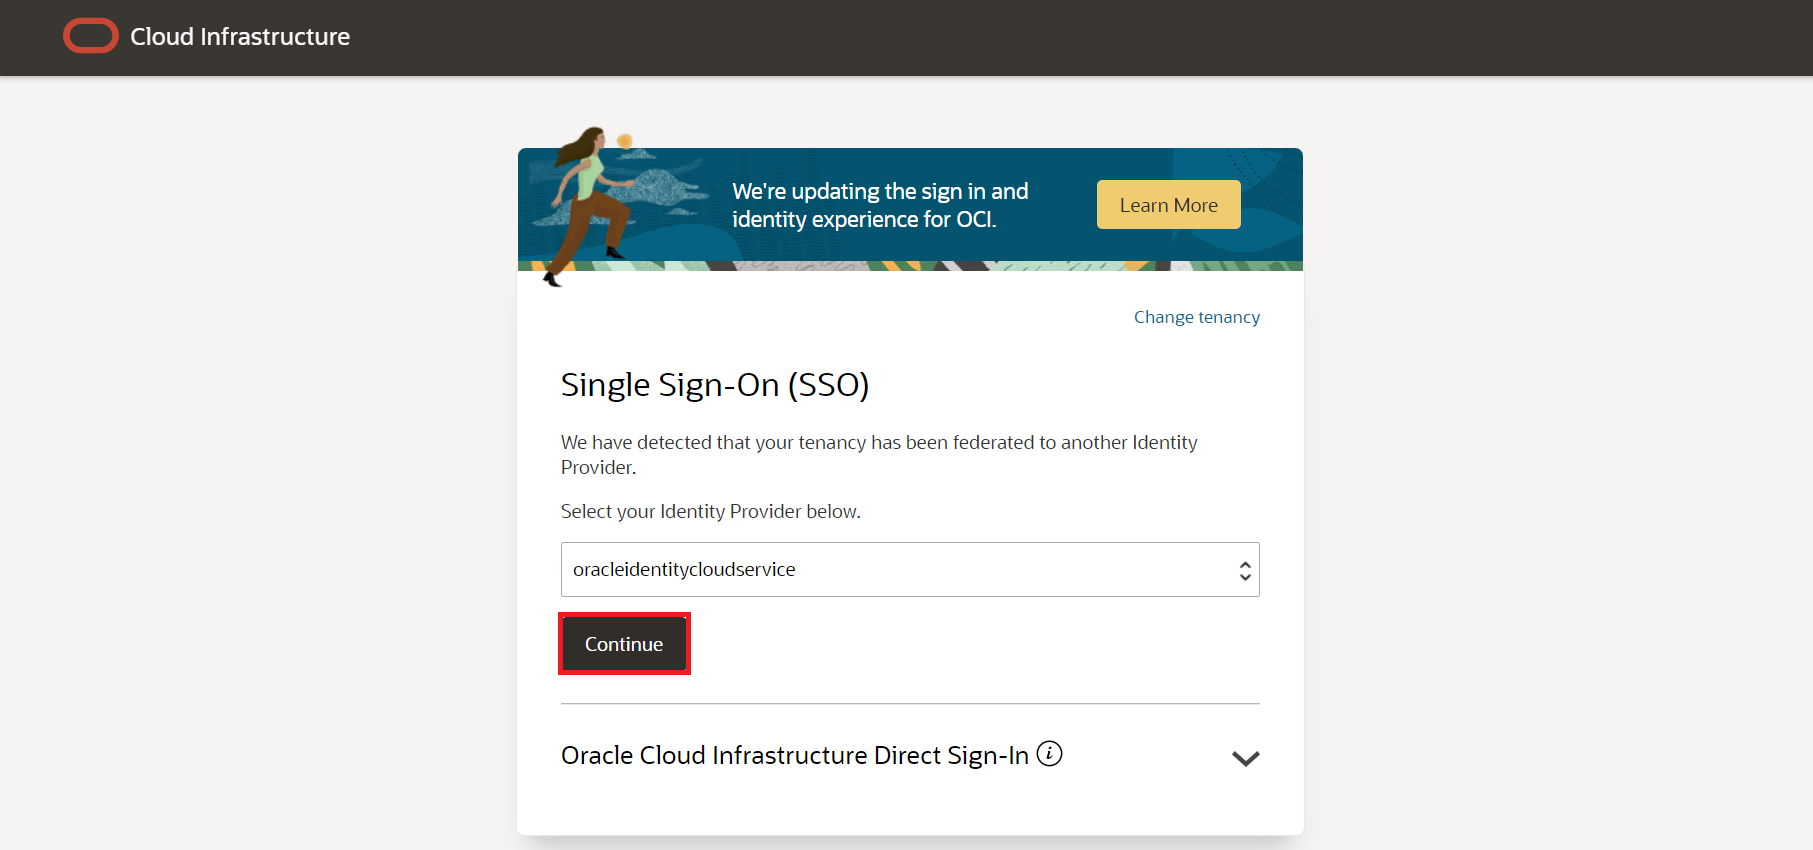 Cloud Infrastructure
We're updating the sign in and
identity experience for OCI.
Learn More
Change tenancy
Single Sign-On (SSO)
We have detected that your tenancy has been federated to another Identity
Provider.
Select your Identity Provider below.
oracleidentitycloudservice
Continue
Oracle Cloud Infrastructure Direct Sign-In